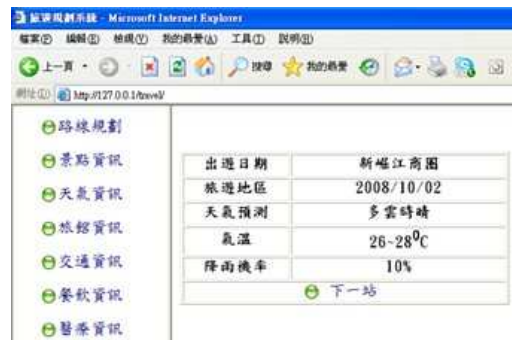 旅遊規劃系統 - Microsoft Internet Explorer
檔案(F) 編輯(E) 檢視(V) 我的最愛(A) 工具(T) 說明(H)
上一頁 搜尋 我的最愛
網址(D) http://127.0.0.1/travel/
路線規劃
景點資訊
天氣資訊
旅館資訊
交通資訊
餐飲資訊
醫療資訊
出遊日期 新崛江商圈
旅遊地區 2008/10/02
天氣預測 多雲時晴
氣溫 26~28⁰C
降雨機率 10%
下一站